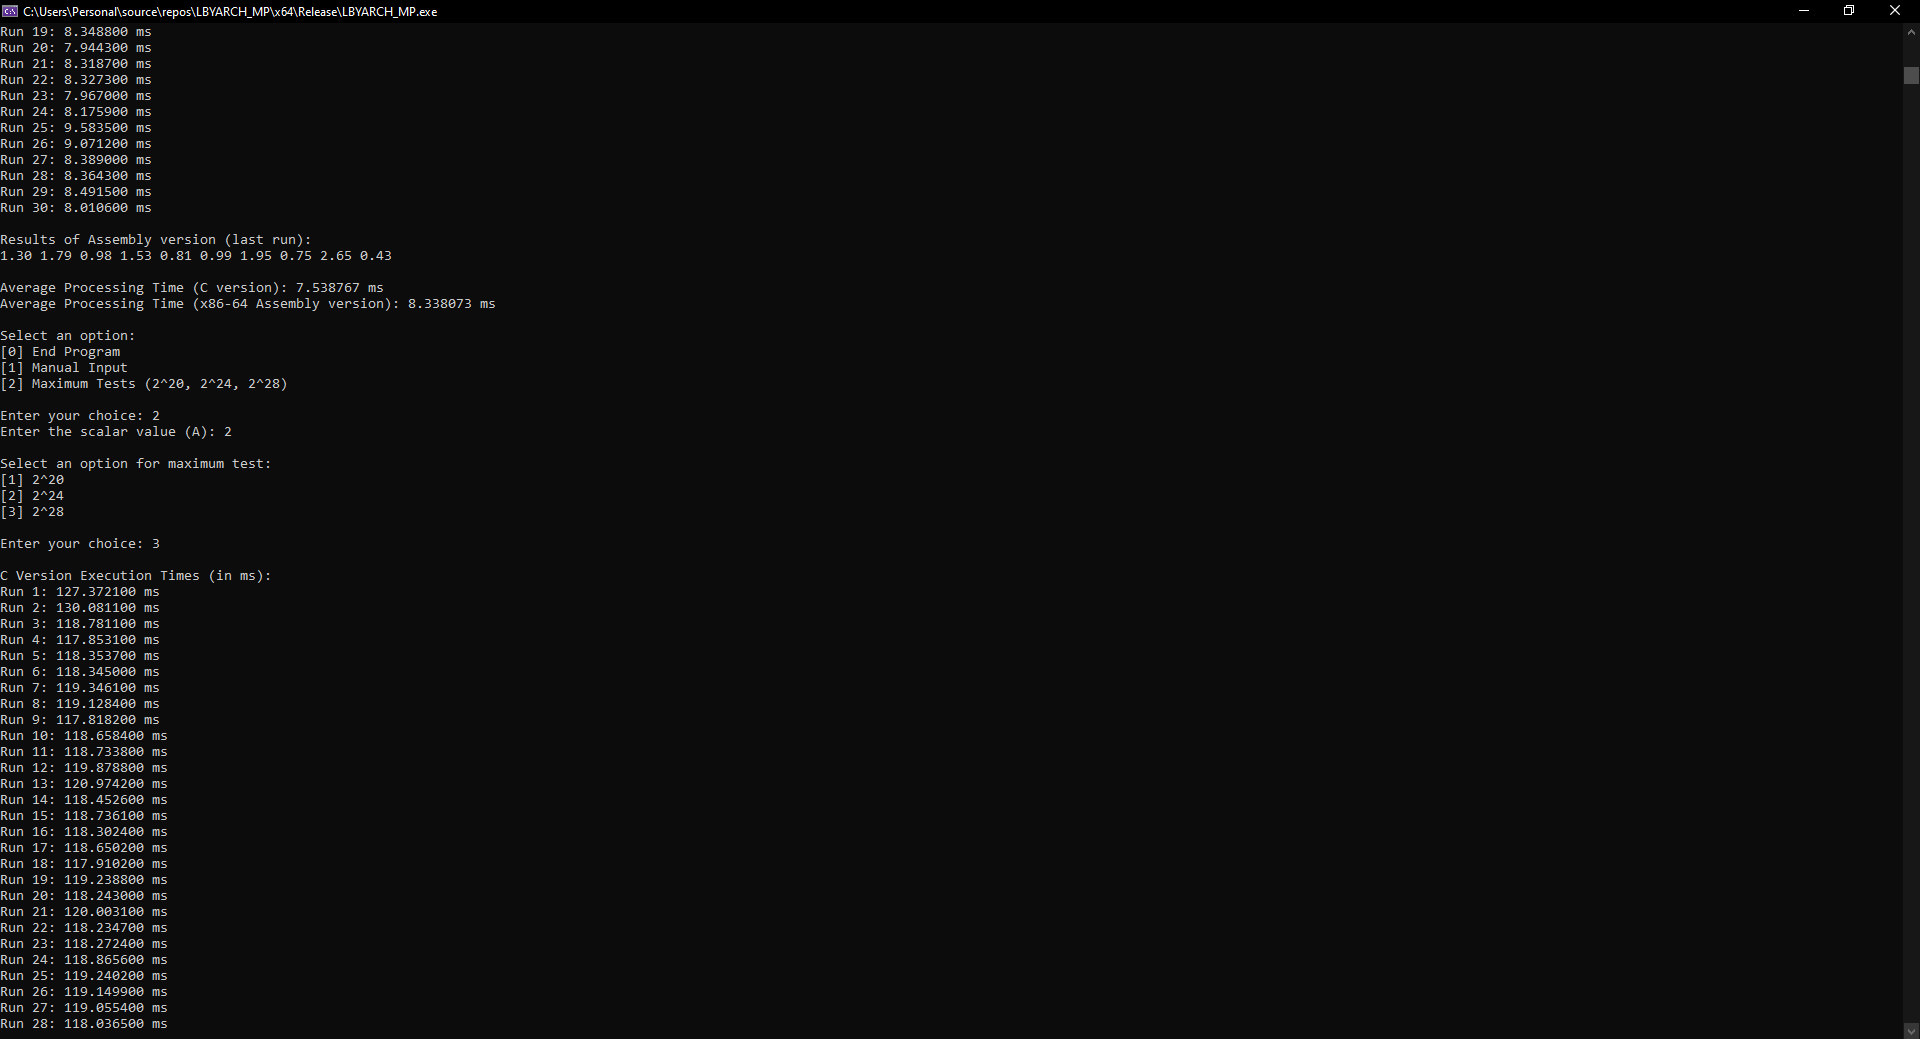 C:\Users\Personal\source\repos\LBYARCH_MP\x64\Release\LBYARCH_MP.exe
Run 19: 8.348800 ms
Run 20: 7.944300 ms
Run 21: 8.318700 ms
Run 22: 8.327300 ms
Run 23: 7.967000 ms
Run 24: 8.175900 ms
Run 25: 9.583500 ms
Run 26: 9.071200 ms
Run 27: 8.389000 ms
Run 28: 8.364300 ms
Run 29: 8.491500 ms
Run 30: 8.010600 ms
Results of Assembly version (last run):
1.30 1.79 0.98 1.53 0.81 0.99 1.95 0.75 2.65 0.43
Average Processing Time (C version): 7.538767 ms
Average Processing Time (x86-64 Assembly version): 8.338073 ms
Select an option:
[0] End Program
[1] Manual Input
[2] Maximum Tests (2^20, 2^24, 2^28)
Enter your choice: 2
Enter the scalar value (A): 2
Select an option for maximum test:
[1] 2^20
[2] 2^24
[3] 2^28
Enter your choice: 3
C Version Execution Times (in ms):
Run 1: 127.372100 ms
Run 2: 130.081100 ms
Run 3: 118.781100 ms
Run 4: 117.853100 ms
Run 5: 118.353700 ms
Run 6: 118.345000 ms
Run 7: 119.346100 ms
Run 8: 119.128400 ms
Run 9: 117.818200 ms
Run 10: 118.658400 ms
Run 11: 118.733800 ms
Run 12: 119.878800 ms
Run 13: 120.974200 ms
Run 14: 118.452600 ms
Run 15: 118.736100 ms
Run 16: 118.302400 ms
Run 17: 118.650200 ms
Run 18: 117.910200 ms
Run 19: 119.238800 ms
Run 20: 118.243000 ms
Run 21: 120.003100 ms
Run 22: 118.234700 ms
Run 23: 118.272400 ms
Run 24: 118.865600 ms
Run 25: 119.240200 ms
Run 26: 119.149900 ms
Run 27: 119.055400 ms
Run 28: 118.036500 ms